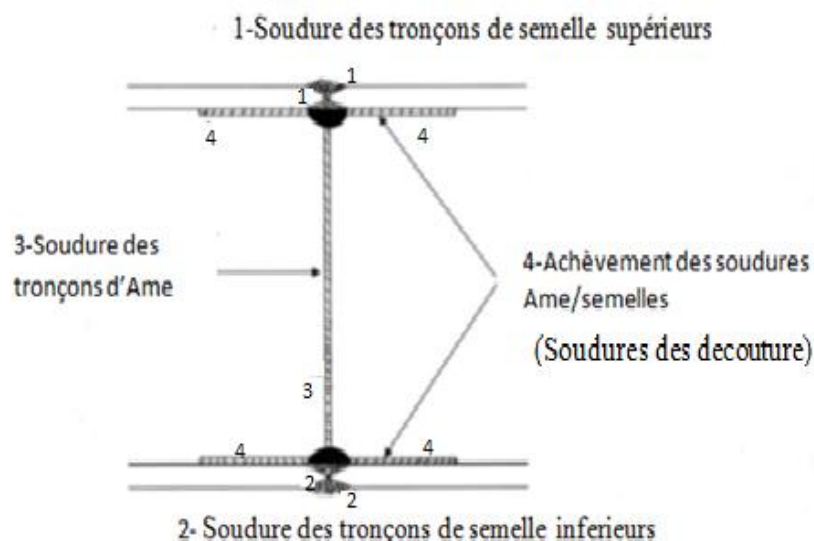 1-Soudure des tronçons de semelle supérieurs
1
1
4
4
3-Soudure des
tronçons d'Ame
4-Achèvement des soudures
Ame/semelles
(Soudures des decouture)
3
4
4
2
2
2- Soudure des tronçons de semelle inferieurs